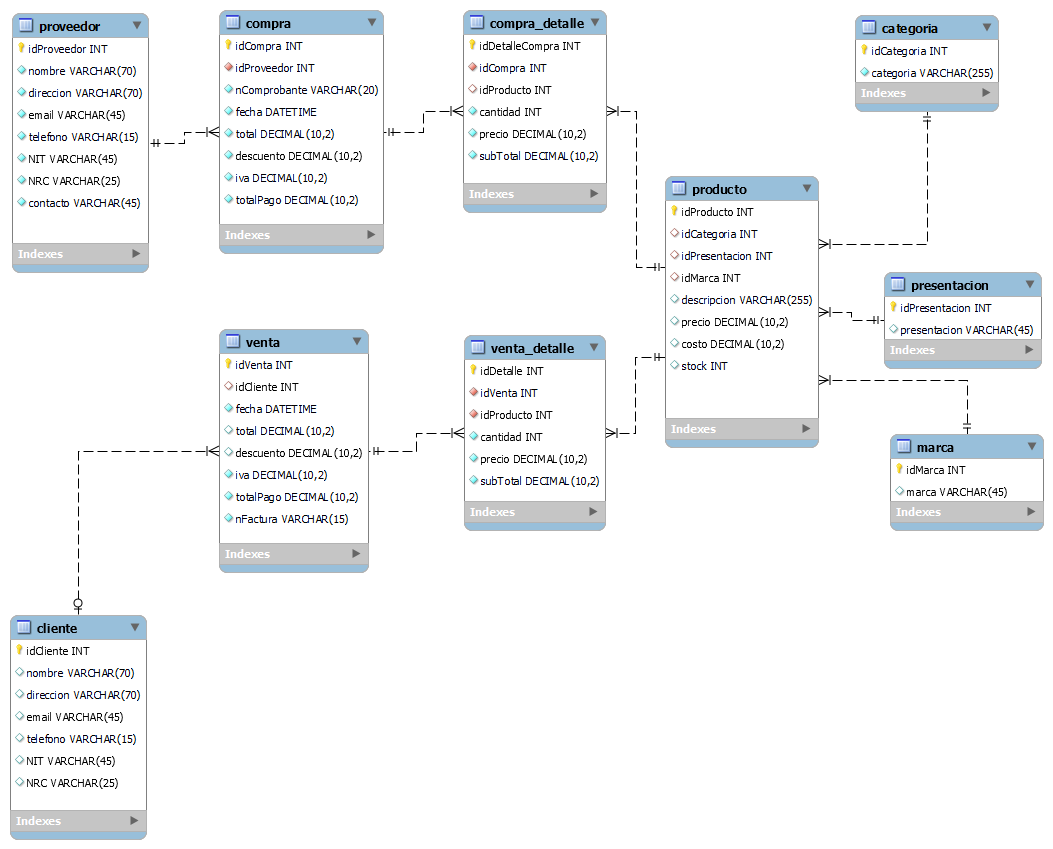 proveedor
idProveedor INT
nombre VARCHAR(70)
direccion VARCHAR(70)
email VARCHAR(45)
telefono VARCHAR(15)
NIT VARCHAR(45)
NRC VARCHAR(25)
contacto VARCHAR(45)
Indexes
compra
idCompra INT
idProveedor INT
nComprobante VARCHAR(20)
fecha DATETIME
total DECIMAL(10,2)
descuento DECIMAL(10,2)
iva DECIMAL(10,2)
totalPago DECIMAL(10,2)
Indexes
compra_detalle
idDetalleCompra INT
idCompra INT
idProducto INT
cantidad INT
precio DECIMAL(10,2)
subTotal DECIMAL(10,2)
Indexes
categoria
idCategoria INT
categoria VARCHAR(255)
Indexes
producto
idProducto INT
idCategoria INT
idPresentacion INT
idMarca INT
descripcion VARCHAR(255)
precio DECIMAL(10,2)
costo DECIMAL(10,2)
stock INT
Indexes
presentacion
idPresentacion INT
presentacion VARCHAR(45)
Indexes
venta
idVenta INT
idCliente INT
fecha DATETIME
total DECIMAL(10,2)
descuento DECIMAL(10,2)
iva DECIMAL(10,2)
totalPago DECIMAL(10,2)
nFactura VARCHAR(15)
Indexes
venta_detalle
idDetalle INT
idVenta INT
idProducto INT
cantidad INT
precio DECIMAL(10,2)
subTotal DECIMAL(10,2)
Indexes
marca
idMarca INT
marca VARCHAR(45)
Indexes
cliente
idCliente INT
nombre VARCHAR(70)
direccion VARCHAR(70)
email VARCHAR(45)
telefono VARCHAR(15)
NIT VARCHAR(45)
NRC VARCHAR(25)
Indexes